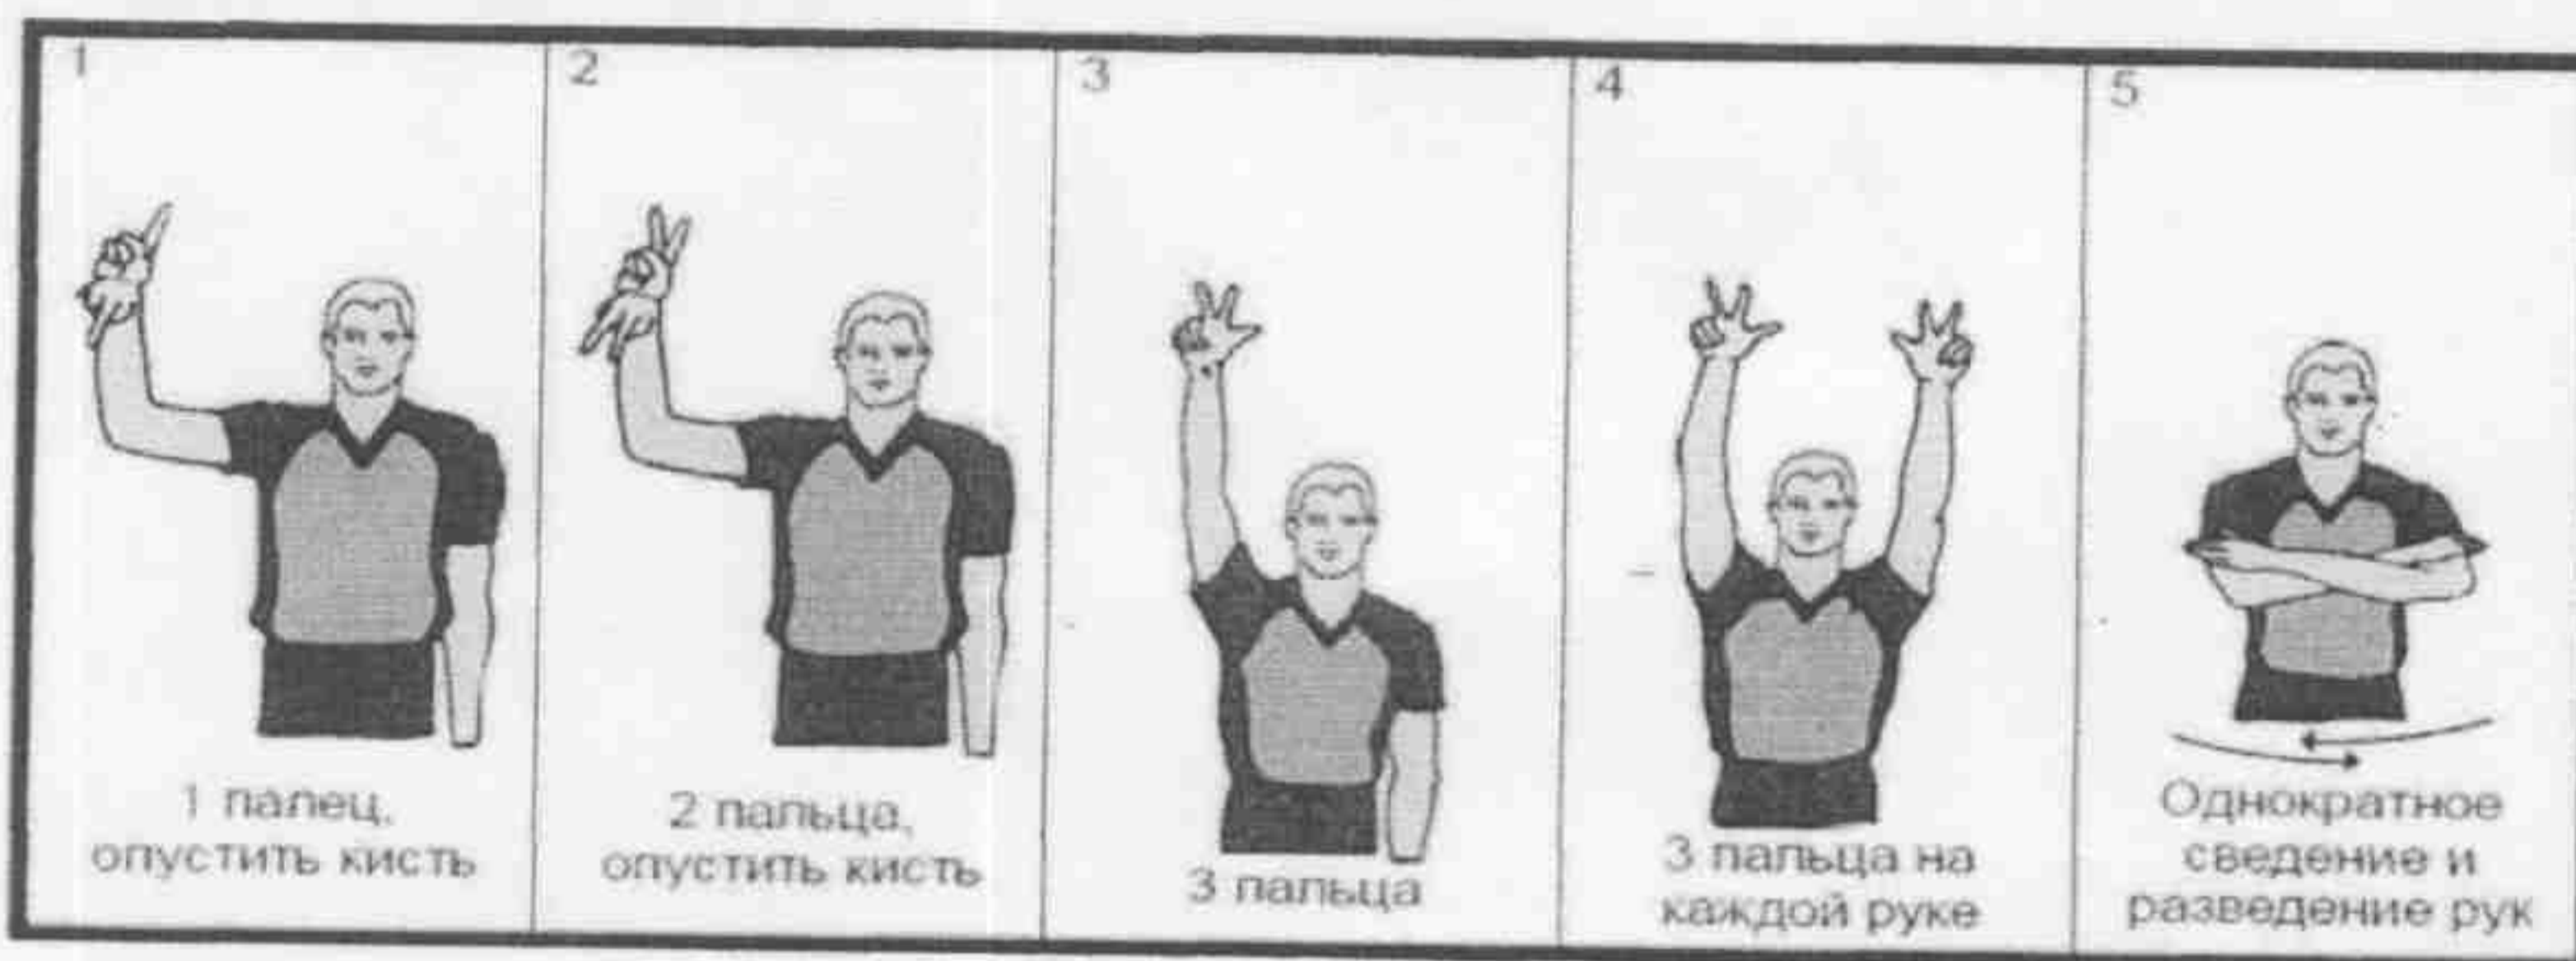 1
1 палец,
опустить кисть
2
2 пальца,
опустить кисть
3
3 пальца
4
3 пальца на
каждой руке
5
Однократное
сведение и
разведение рук